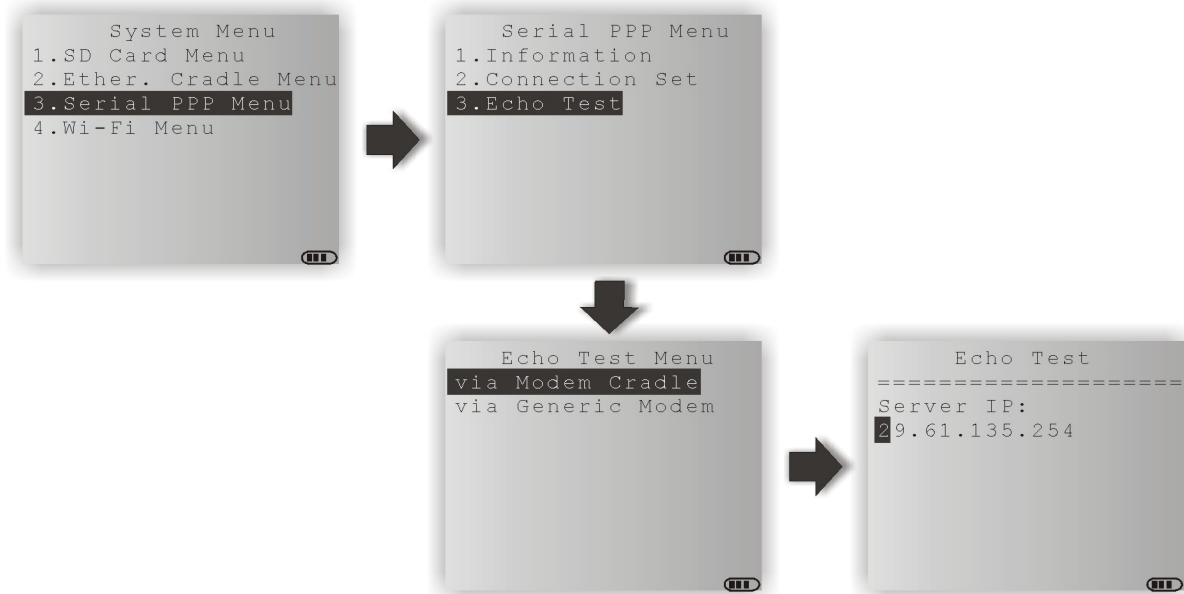 System Menu
1.SD Card Menu
2.Ether. Cradle Menu
3.Serial PPP Menu
4.Wi-Fi Menu
Serial PPP Menu
1.Information
2.Connection Set
3.Echo Test
Echo Test Menu
via Modem Cradle
via Generic Modem
Echo Test
====================
Server IP:
29.61.135.254